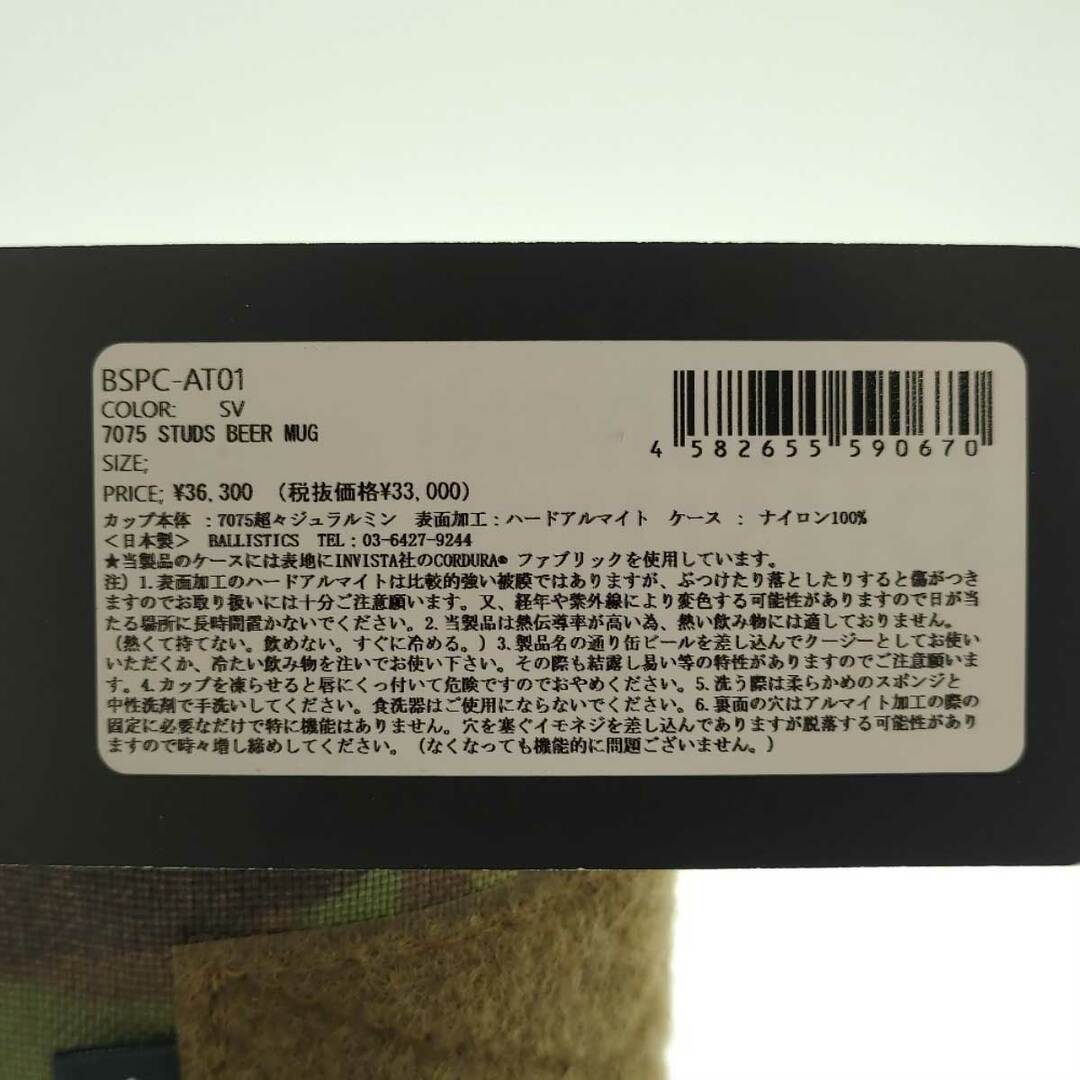 BSPC-AT01
COLOR: SV
7075 STUDS BEER MUG
SIZE;
PRICE; ¥36,300 (税抜価格¥33,000)
4 582655 590670
カップ本体 :7075超々ジュラルミン 表面加工:ハードアルマイト ケース : ナイロン100%
<日本製> BALLISTICS TEL:03-6427-9244
★当製品のケースには表地にINVISTA社のCORDURA® ファブリックを使用しています。
注)1.表面加工のハードアルマイトは比較的強い被膜ではありますが、ぶつけたり落としたりすると傷がつき
ますのでお取り扱いには十分ご注意願います。又、経年や紫外線により変色する可能性がありますので日が当
たる場所に長時間置かないでください。2.当製品は熱伝導率が高い為、熱い飲み物には適しておりません。
(熱くて持てない。飲めない。すぐに冷める。)3.製品名の通り缶ビールを差し込んでクージーとしてお使い
いただくか、冷たい飲み物を注いでお使い下さい。その際も結露し易い等の特性がありますのでご注意願いま
す。4.カップを凍らせると唇にくっ付いて危険ですのでおやめください。5.洗う際は柔らかめのスポンジと
中性洗剤で手洗いしてください。食洗器はご使用にならないでください。6.裏面の穴はアルマイト加工の際の
固定に必要なだけで特に機能はありません。穴を塞ぐイモネジを差し込んでありますが脱落する可能性があり
ますので時々増し締めしてください。(なくなっても機能的に問題ございません。)